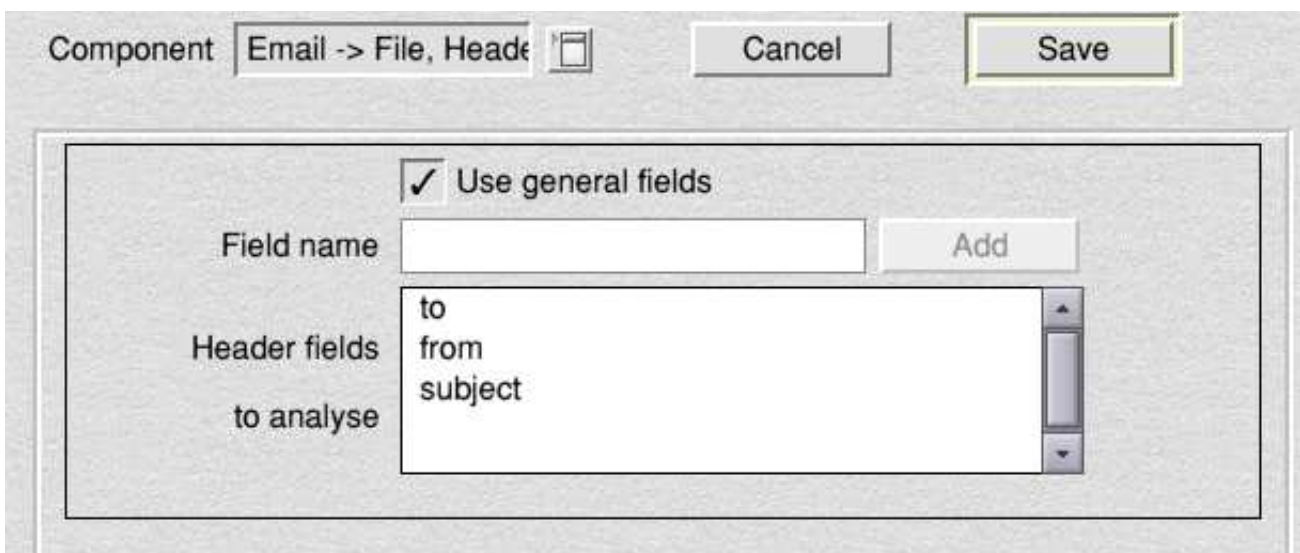 Component Email -> File, Heade Cancel Save
Use general fields
Field name Add
to
Header fields from
subject
to analyse